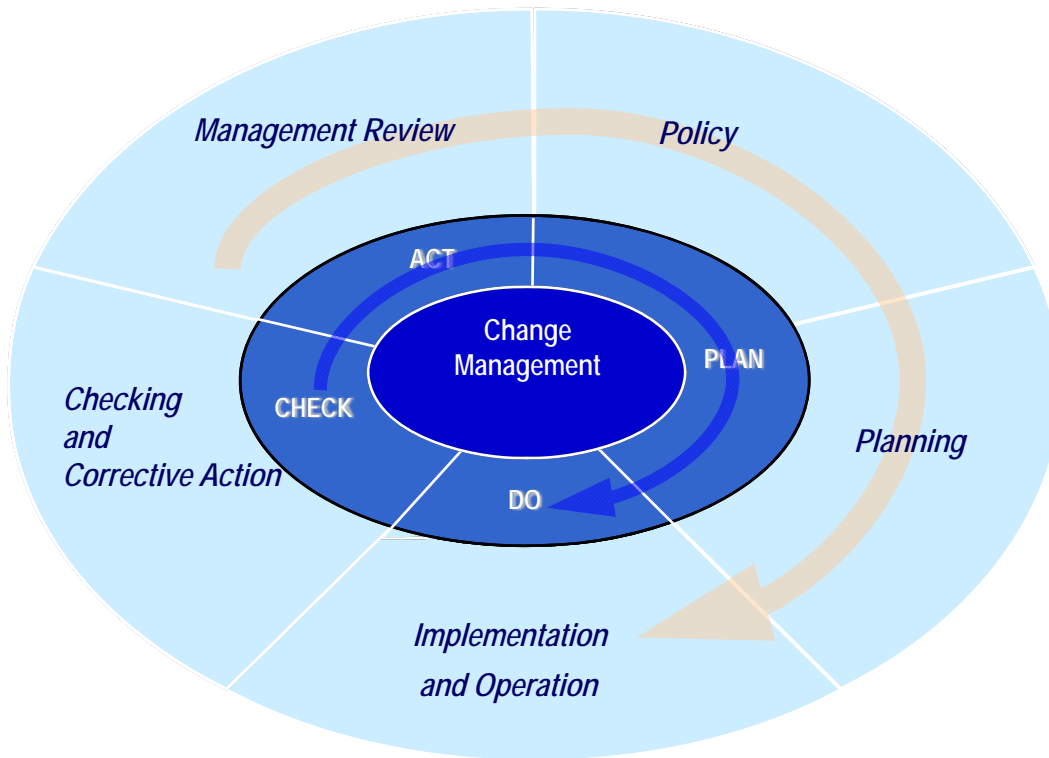 Management Review
Policy
ACT
Change
Management
PLAN
CHECK
Checking
and
Corrective Action
Planning
DO
Implementation
and Operation